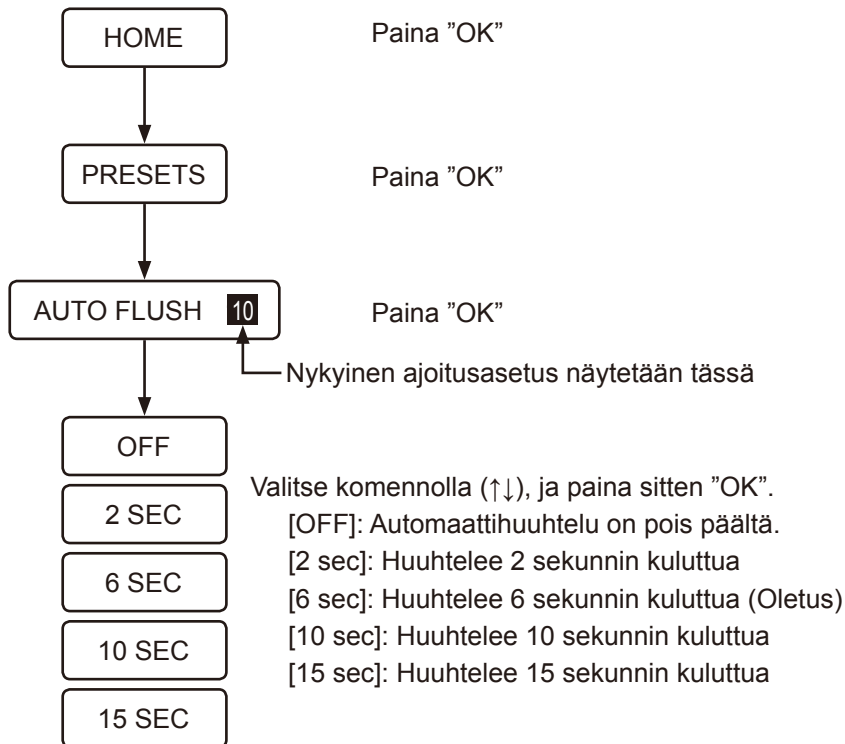 HOME
Paina ”OK”
PRESETS
Paina ”OK”
AUTO FLUSH 10
Paina ”OK”
Nykyinen ajoitusasetus näytetään tässä
OFF
2 SEC
6 SEC
10 SEC
15 SEC
Valitse komennolla (↑↓), ja paina sitten ”OK”.
[OFF]: Automaattihuuhtelu on pois päältä.
[2 sec]: Huuhtelee 2 sekunnin kuluttua
[6 sec]: Huuhtelee 6 sekunnin kuluttua (Oletus)
[10 sec]: Huuhtelee 10 sekunnin kuluttua
[15 sec]: Huuhtelee 15 sekunnin kuluttua